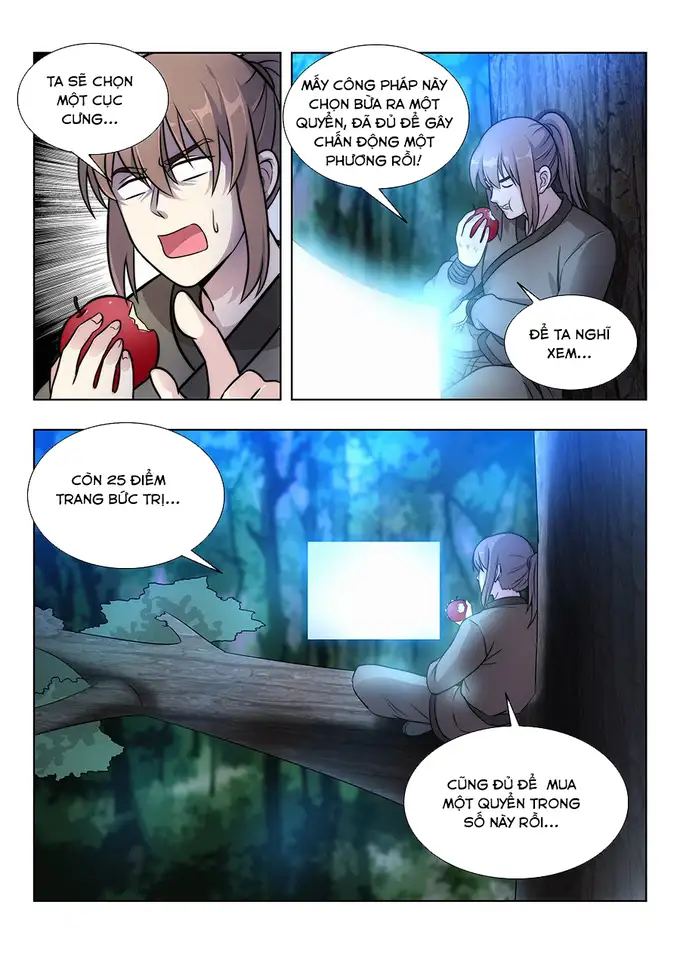 TA SẼ CHỌN
MỘT CỤC
CƯNG...
MẤY CÔNG PHÁP NÀY
CHỌN BỪA RA MỘT
QUYỂN, ĐÃ ĐỦ ĐỂ GÂY
CHẤN ĐỘNG MỘT
PHƯƠNG RỒI!
ĐỂ TA NGHĨ
XEM...
CÒN 25 ĐIỂM
TRANG BỨC TRỊ...
CŨNG ĐỦ ĐỂ MUA
MỘT QUYỂN TRONG
SỐ NÀY RỒI...